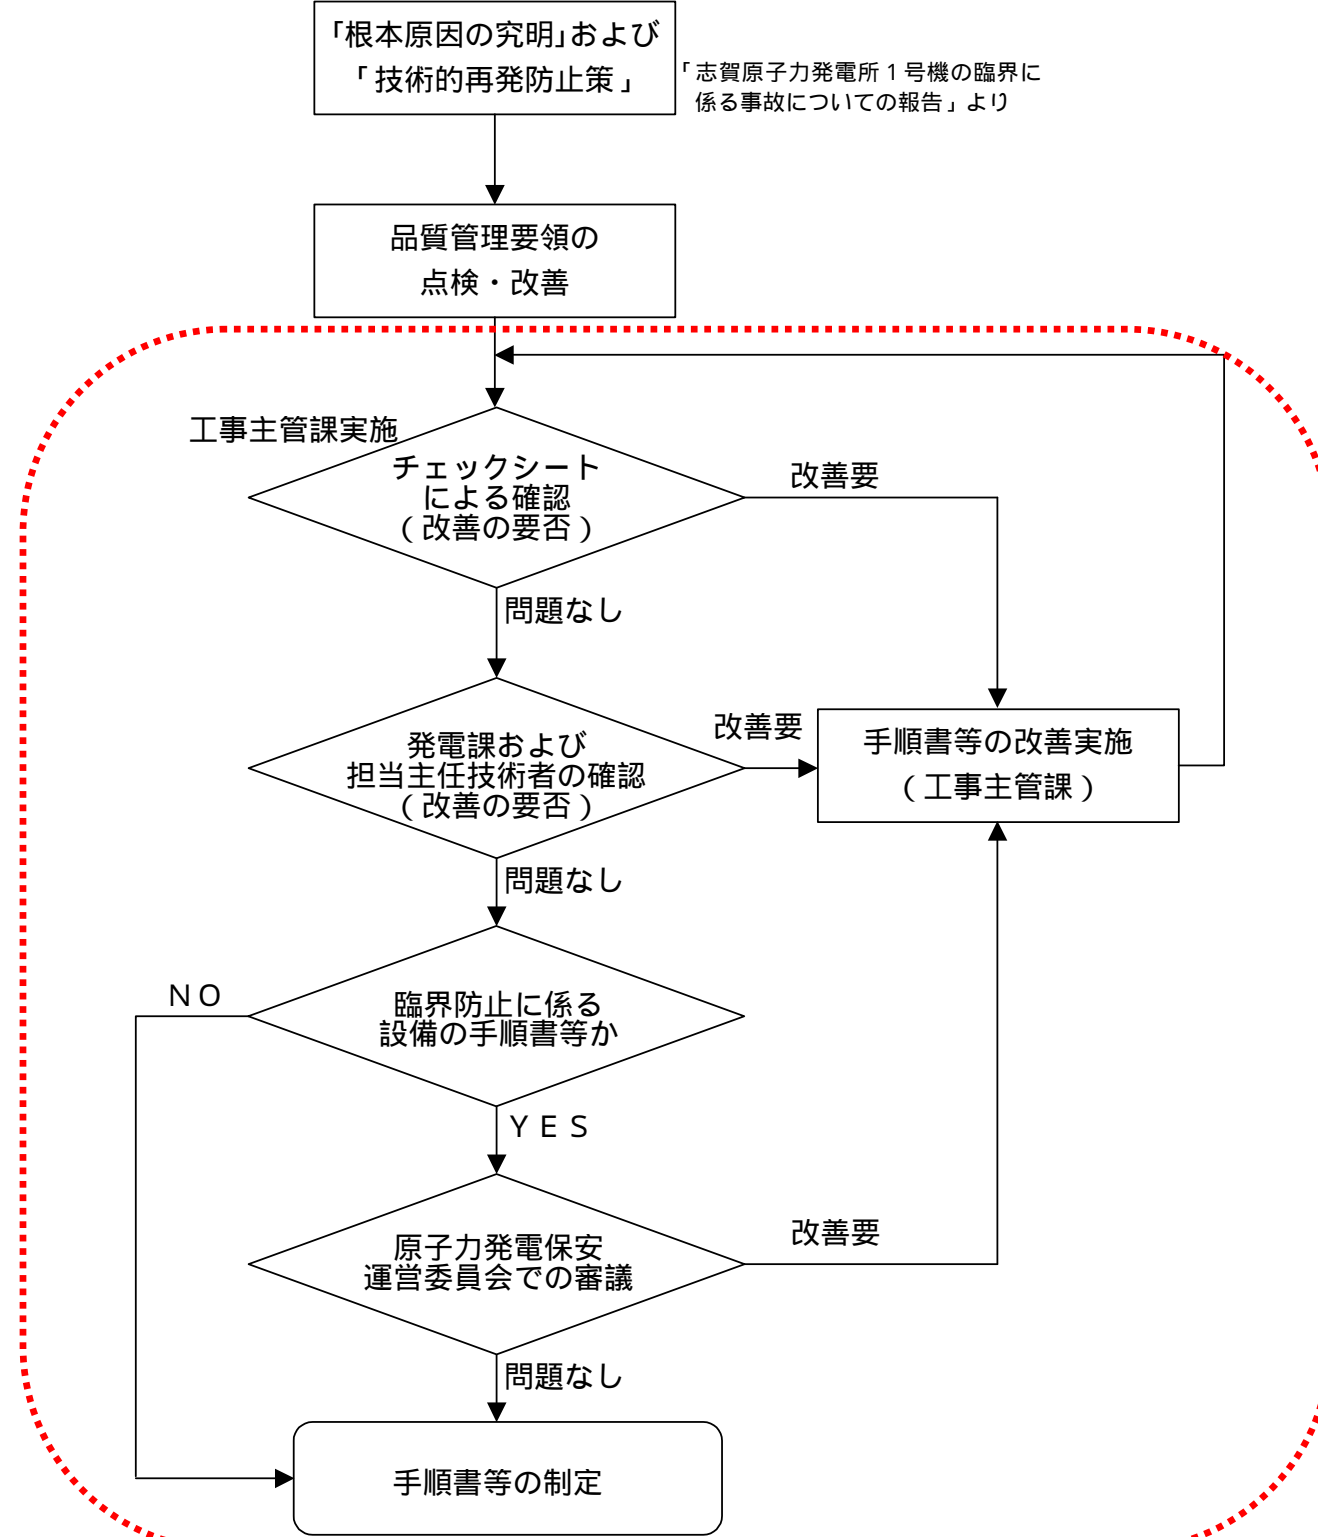 「根本原因の究明」および
「技術的再発防止策」
「志賀原子力発電所１号機の臨界に
係る事故についての報告」より
品質管理要領の
点検・改善
工事主管課実施
チェックシート
による確認
（改善の要否）
改善要
問題なし
発電課および
担当主任技術者の確認
（改善の要否）
改善要
手順書等の改善実施
（工事主管課）
問題なし
ＮＯ
臨界防止に係る
設備の手順書等か
ＹＥＳ
原子力発電保安
運営委員会での審議
改善要
問題なし
手順書等の制定